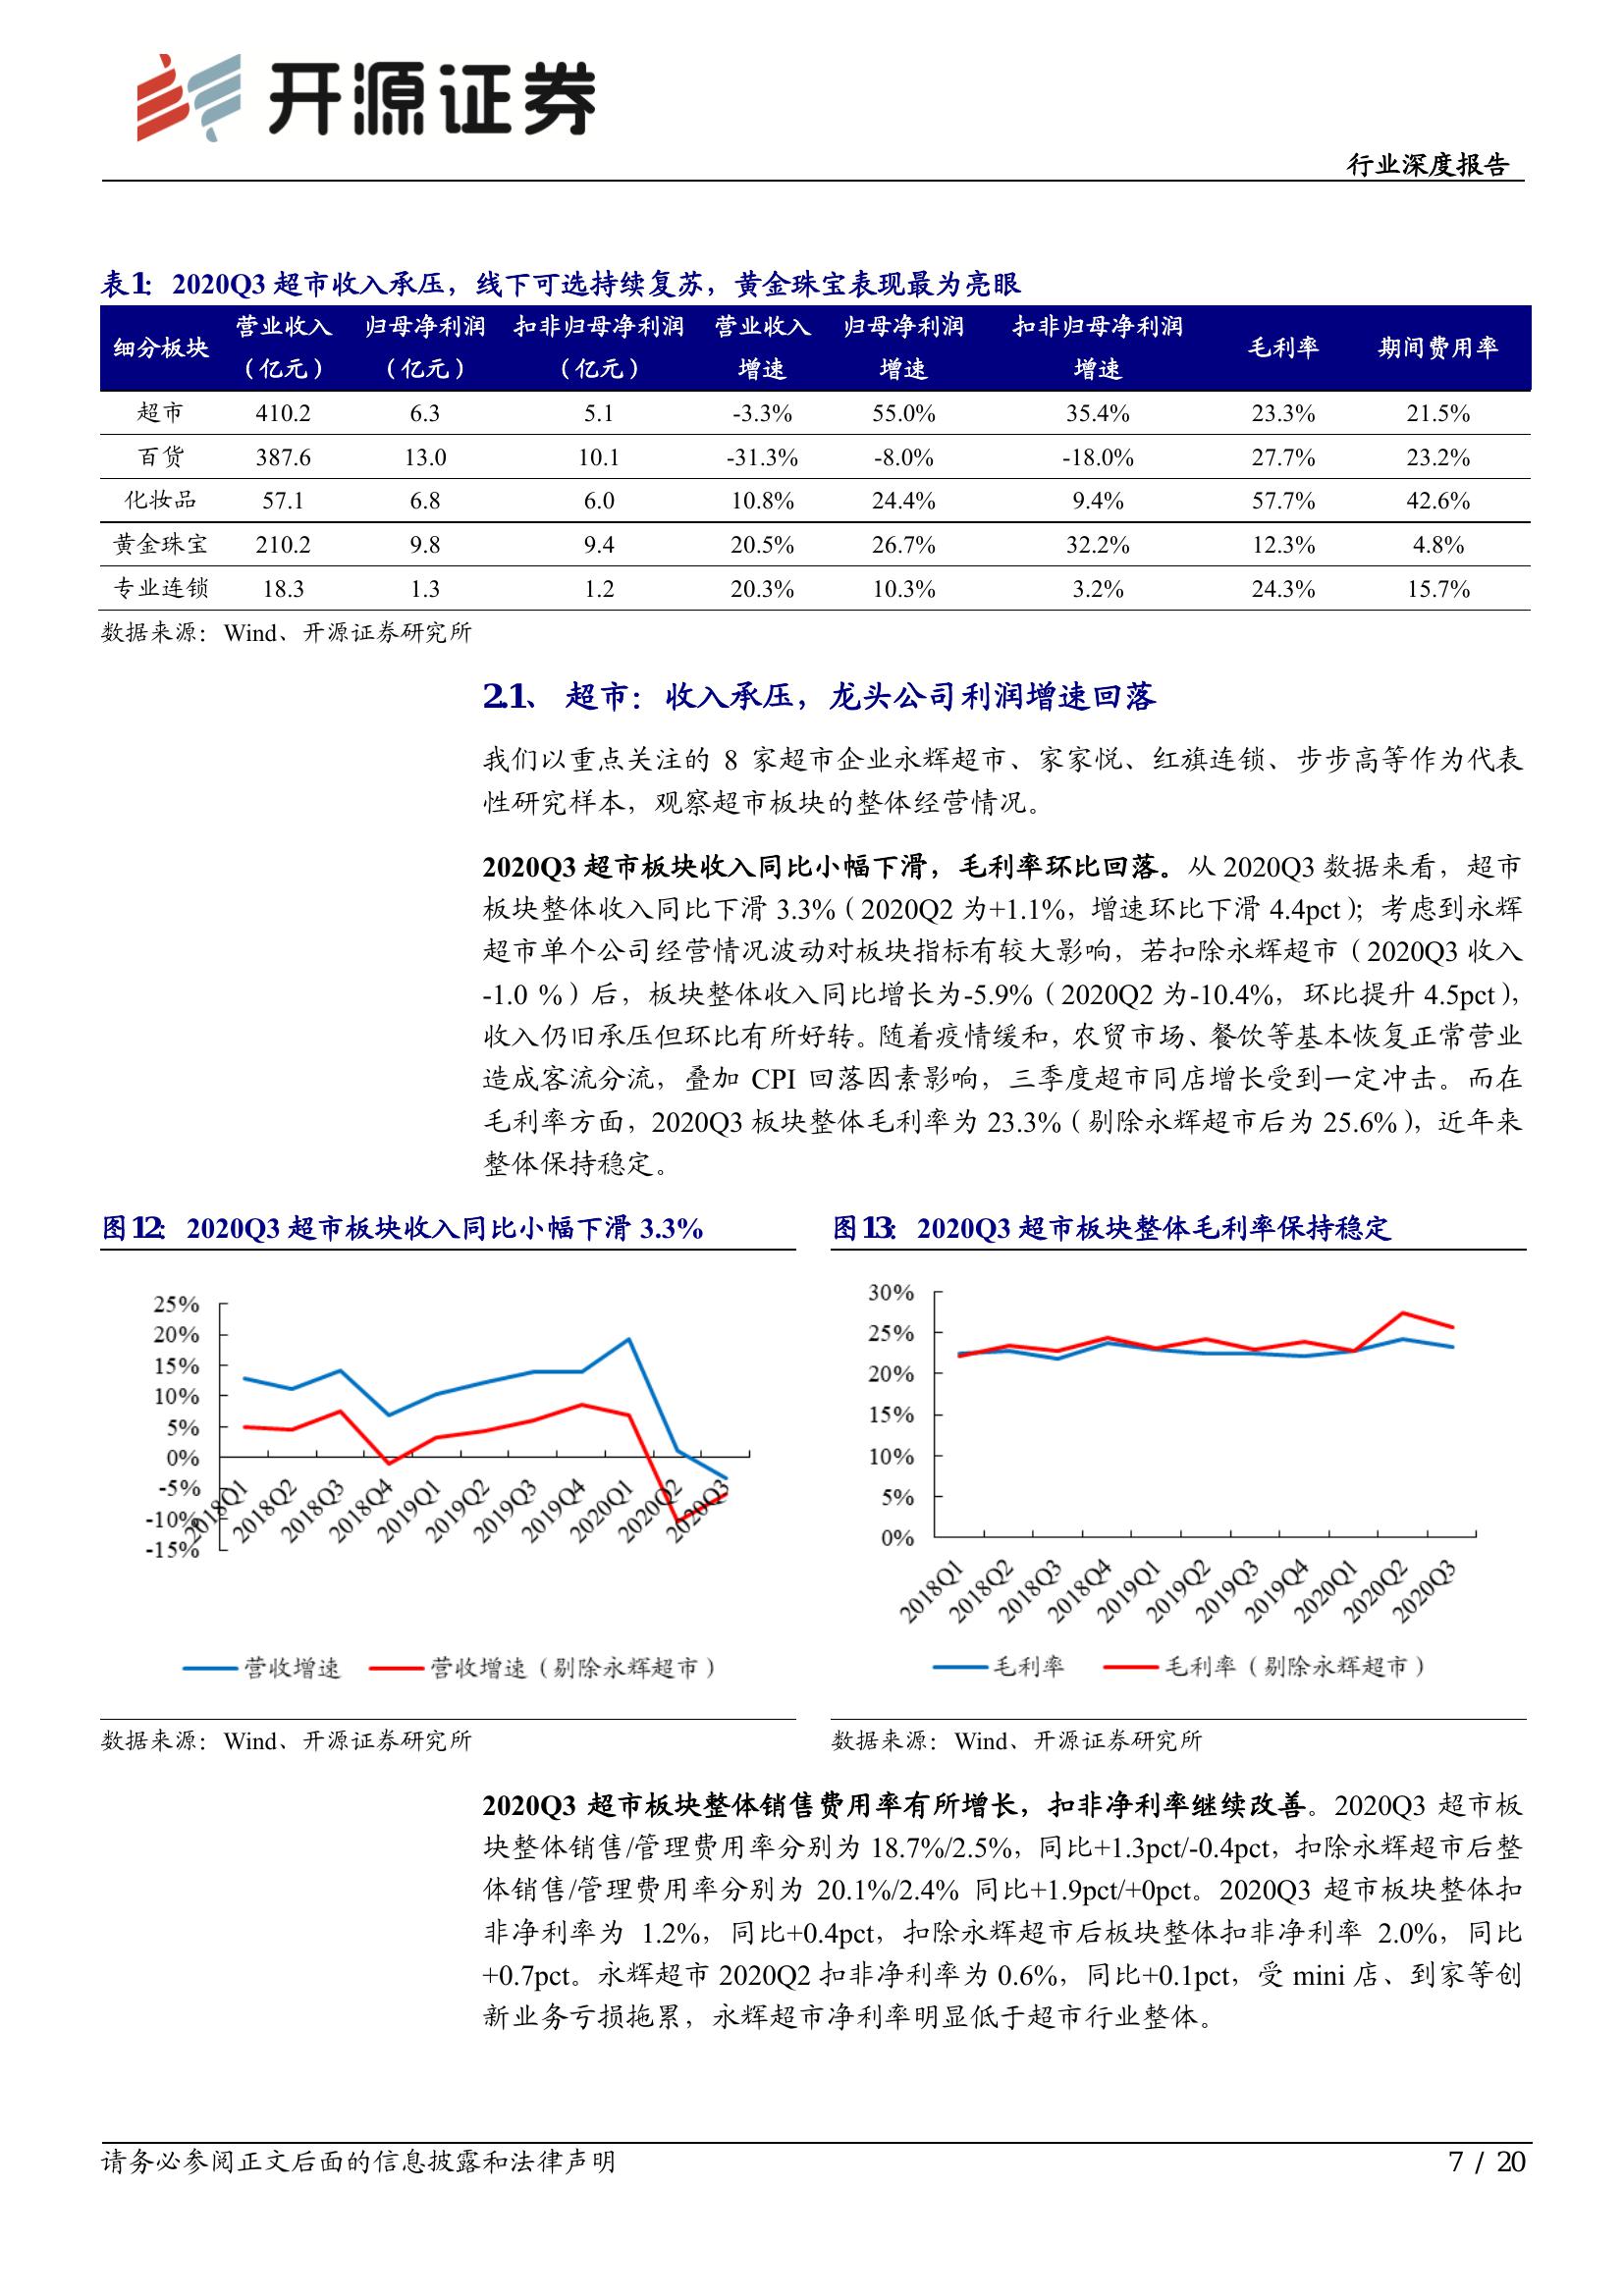 开源证券
行业深度报告
表1: 2020Q3 超市收入承压，线下可选持续复苏，黄金珠宝表现最为亮眼
细分板块 营业收入（亿元） 归母净利润（亿元） 扣非归母净利润（亿元） 营业收入增速 归母净利润增速 扣非归母净利润增速 毛利率 期间费用率
超市 410.2 6.3 5.1 -3.3% 55.0% 35.4% 23.3% 21.5%
百货 387.6 13.0 10.1 -31.3% -8.0% -18.0% 27.7% 23.2%
化妆品 57.1 6.8 6.0 10.8% 24.4% 9.4% 57.7% 42.6%
黄金珠宝 210.2 9.8 9.4 20.5% 26.7% 32.2% 12.3% 4.8%
专业连锁 18.3 1.3 1.2 20.3% 10.3% 3.2% 24.3% 15.7%
数据来源：Wind、开源证券研究所
2.1、 超市：收入承压，龙头公司利润增速回落
我们以重点关注的 8 家超市企业永辉超市、家家悦、红旗连锁、步步高等作为代表
性研究样本，观察超市板块的整体经营情况。
2020Q3 超市板块收入同比小幅下滑，毛利率环比回落。从 2020Q3 数据来看，超市
板块整体收入同比下滑 3.3%（2020Q2 为+1.1%，增速环比下滑 4.4pct）；考虑到永辉
超市单个公司经营情况波动对板块指标有较大影响，若扣除永辉超市（2020Q3 收入
-1.0 %）后，板块整体收入同比增长为-5.9%（2020Q2 为-10.4%，环比提升 4.5pct），
收入仍旧承压但环比有所好转。随着疫情缓和，农贸市场、餐饮等基本恢复正常营业
造成客流分流，叠加 CPI 回落因素影响，三季度超市同店增长受到一定冲击。而在
毛利率方面，2020Q3 板块整体毛利率为 23.3%（剔除永辉超市后为 25.6%），近年来
整体保持稳定。
图12: 2020Q3 超市板块收入同比小幅下滑 3.3%
25%
20%
15%
10%
5%
0%
-5%
-10%
-15%
2018Q1 2018Q2 2018Q3 2018Q4 2019Q1 2019Q2 2019Q3 2019Q4 2020Q1 2020Q2 2020Q3
营收增速 营收增速（剔除永辉超市）
数据来源：Wind、开源证券研究所
图13: 2020Q3 超市板块整体毛利率保持稳定
30%
25%
20%
15%
10%
5%
0%
2018Q1 2018Q2 2018Q3 2018Q4 2019Q1 2019Q2 2019Q3 2019Q4 2020Q1 2020Q2 2020Q3
毛利率 毛利率（剔除永辉超市）
数据来源：Wind、开源证券研究所
2020Q3 超市板块整体销售费用率有所增长，扣非净利率继续改善。2020Q3 超市板
块整体销售/管理费用率分别为 18.7%/2.5%，同比+1.3pct/-0.4pct，扣除永辉超市后整
体销售/管理费用率分别为 20.1%/2.4% 同比+1.9pct/+0pct。2020Q3 超市板块整体扣
非净利率为 1.2%，同比+0.4pct，扣除永辉超市后板块整体扣非净利率 2.0%，同比
+0.7pct。永辉超市 2020Q2 扣非净利率为 0.6%，同比+0.1pct，受 mini 店、到家等创
新业务亏损拖累，永辉超市净利率明显低于超市行业整体。
请务必参阅正文后面的信息披露和法律声明
7 / 20